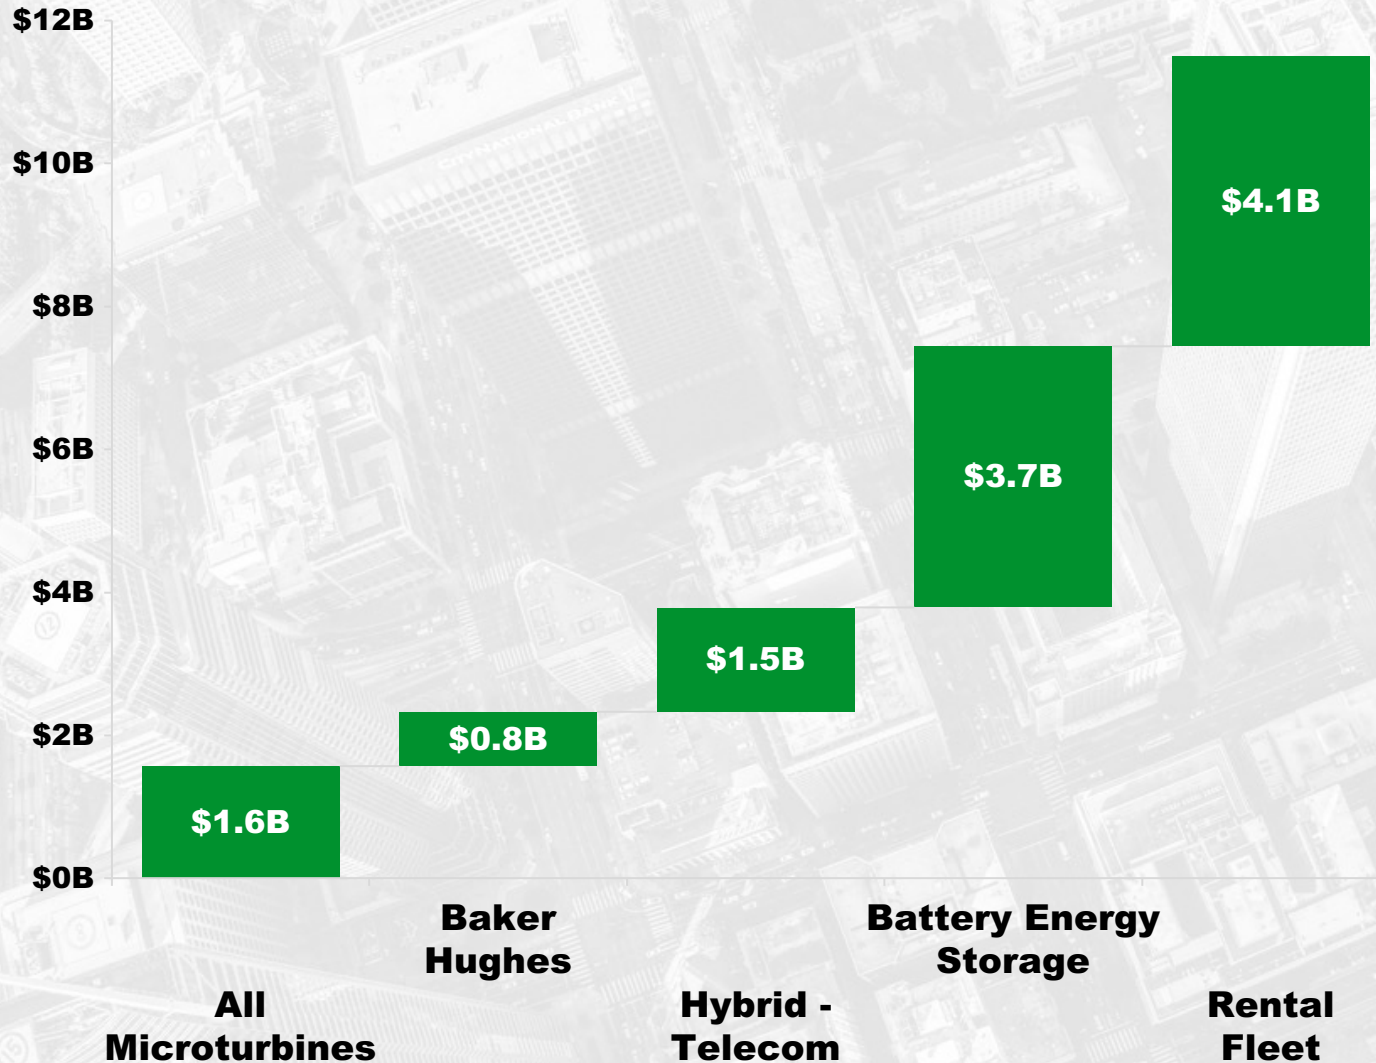 $12B
$10B
$8B
$6B
$4B
$2B
$0B
$1.6B
$0.8B
$1.5B
$3.7B
$4.1B
All
Microturbines
Baker
Hughes
Hybrid -
Telecom
Battery Energy
Storage
Rental
Fleet